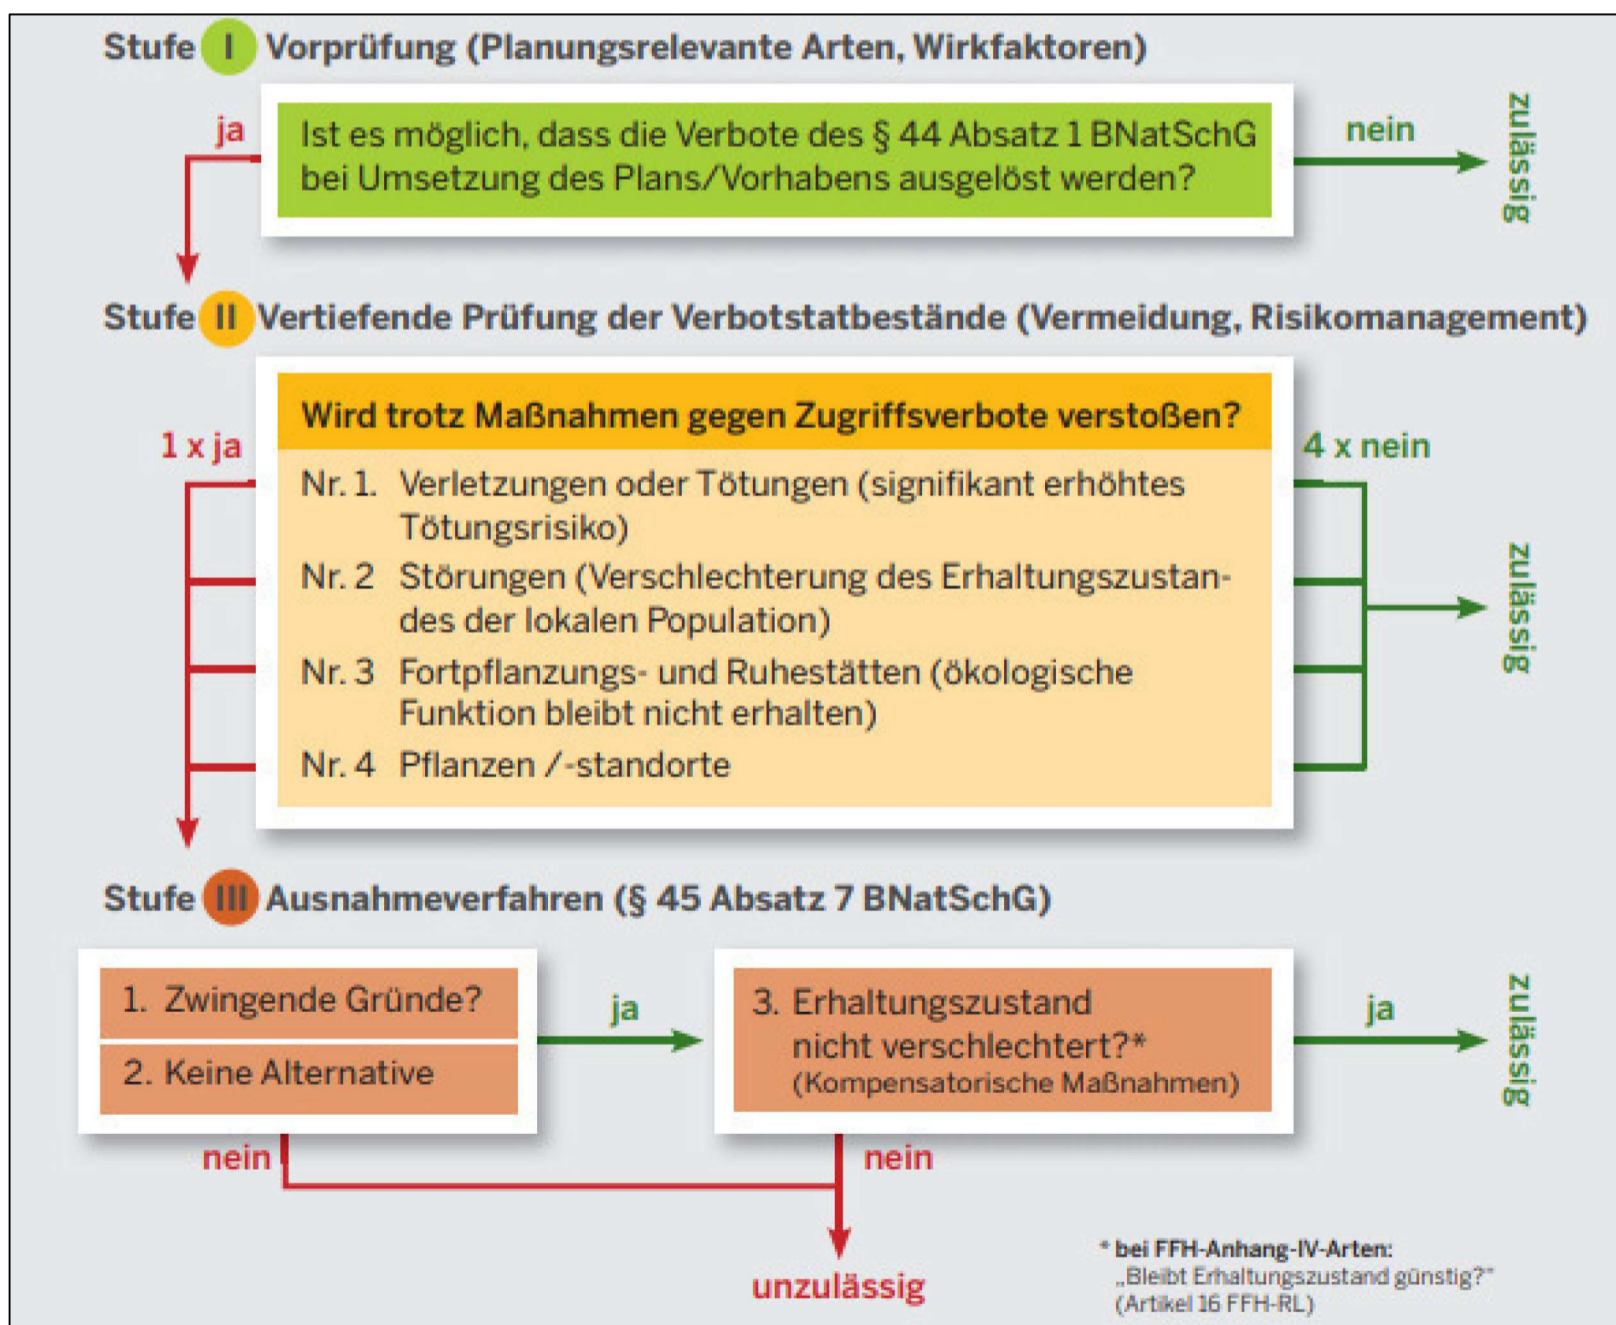 Stufe I Vorprüfung (Planungsrelevante Arten, Wirkfaktoren)
ja
Ist es möglich, dass die Verbote des § 44 Absatz 1 BNatSchG
bei Umsetzung des Plans/Vorhabens ausgelöst werden?
nein
zulässig
Stufe II Vertiefende Prüfung der Verbotstatbestände (Vermeidung, Risikomanagement)
Wird trotz Maßnahmen gegen Zugriffsverbote verstoßen?
1 x ja
4 x nein
Nr. 1. Verletzungen oder Tötungen (signifikant erhöhtes
Tötungsrisiko)
Nr. 2 Störungen (Verschlechterung des Erhaltungszustan-
des der lokalen Population)
Nr. 3 Fortpflanzungs- und Ruhestätten (ökologische
Funktion bleibt nicht erhalten)
Nr. 4 Pflanzen /-standorte
zulässig
Stufe III Ausnahmeverfahren (§ 45 Absatz 7 BNatSchG)
1. Zwingende Gründe?
2. Keine Alternative
ja
3. Erhaltungszustand
nicht verschlechtert?*
(Kompensatorische Maßnahmen)
ja
zulässig
nein
nein
unzulässig
* bei FFH-Anhang-IV-Arten:
„Bleibt Erhaltungszustand günstig?"
(Artikel 16 FFH-RL)